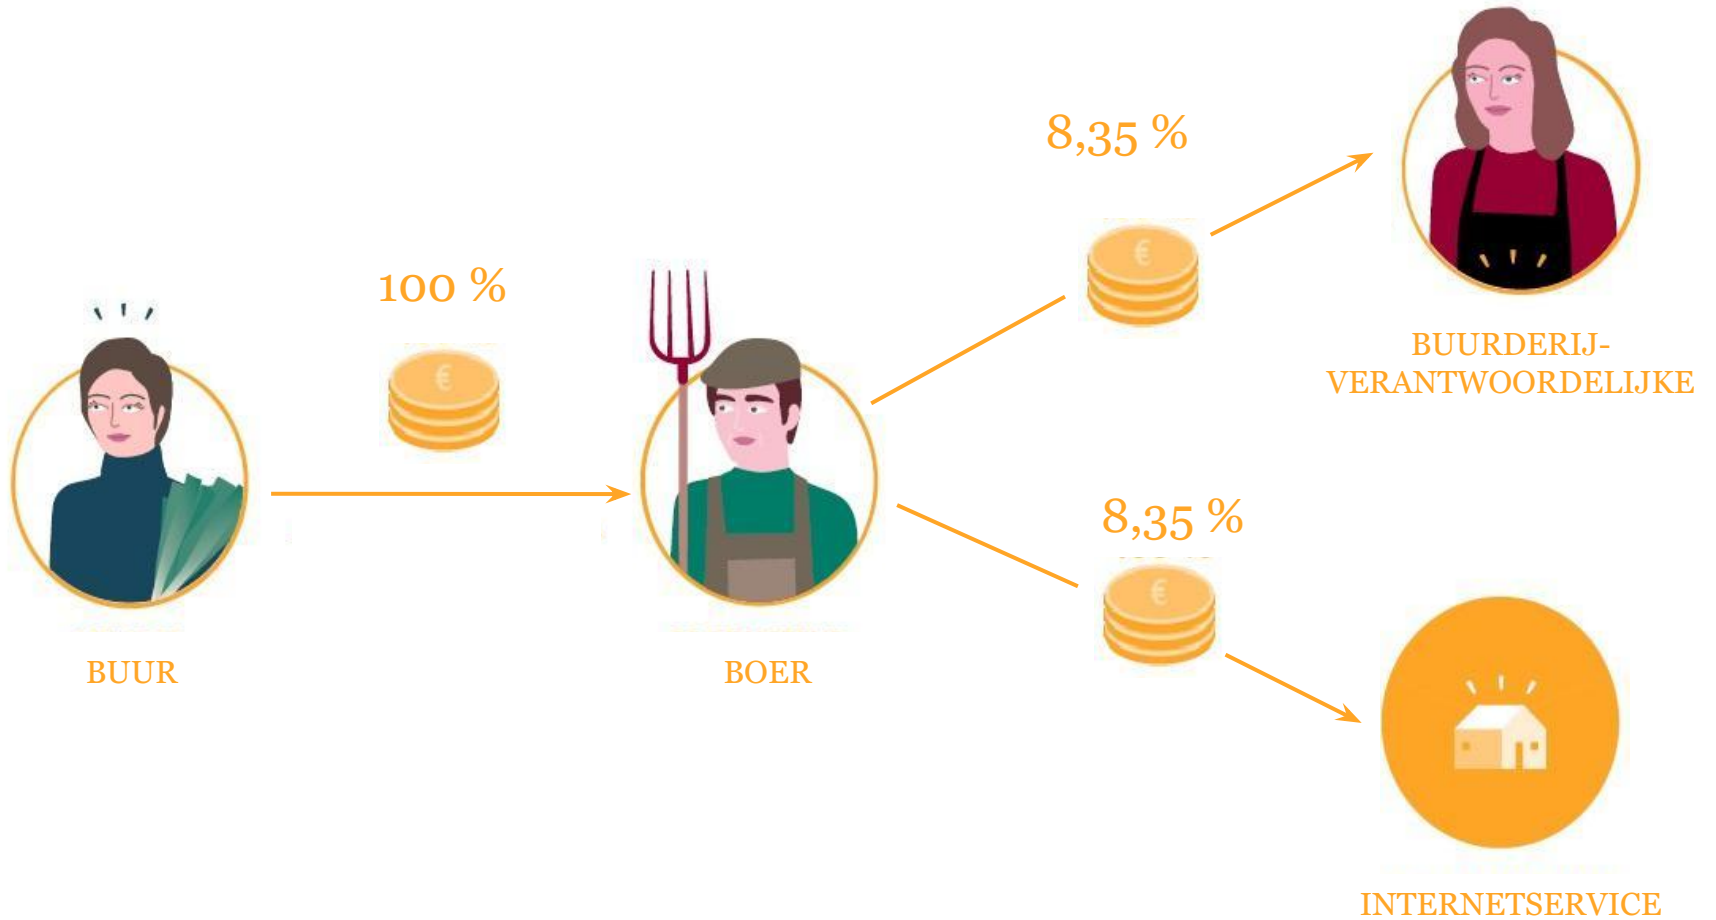 100 %
8,35 %
8,35 %
BUUR
BOER
BUURDERIJ-
VERANTWOORDELIJKE
INTERNETSERVICE
€
€
€